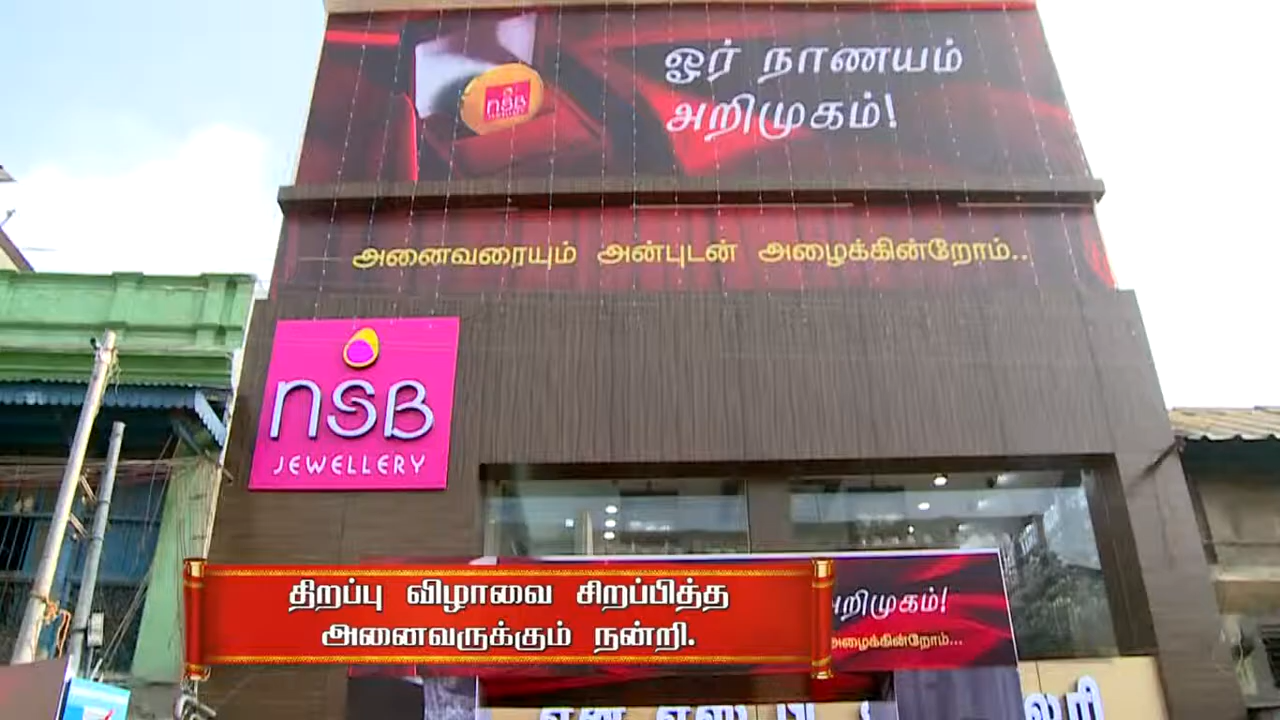 ஓர் நாணயம்
அறிமுகம்!
nsb
அனைவரையும் அன்புடன் அழைக்கின்றோம்..
nsb
JEWELLERY
திறப்பு விழாவை சிறப்பித்த
அனைவருக்கும் நன்றி.
றிமுகம்!
அழைக்கின்றோம்...